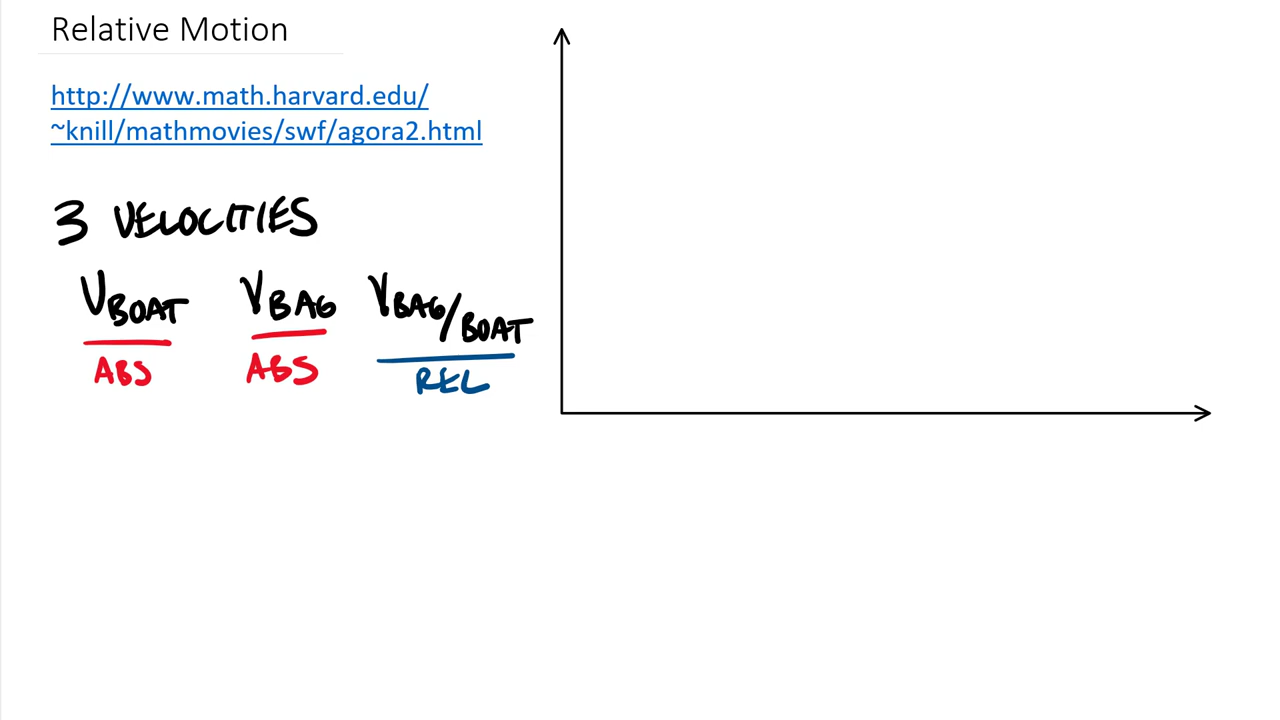 Relative Motion
http://www.math.harvard.edu/
~knill/mathmovies/swf/agora2.html
3 VELOCITIES
VBOAT VBAG VBAG/BOAT
ABS ABS REL